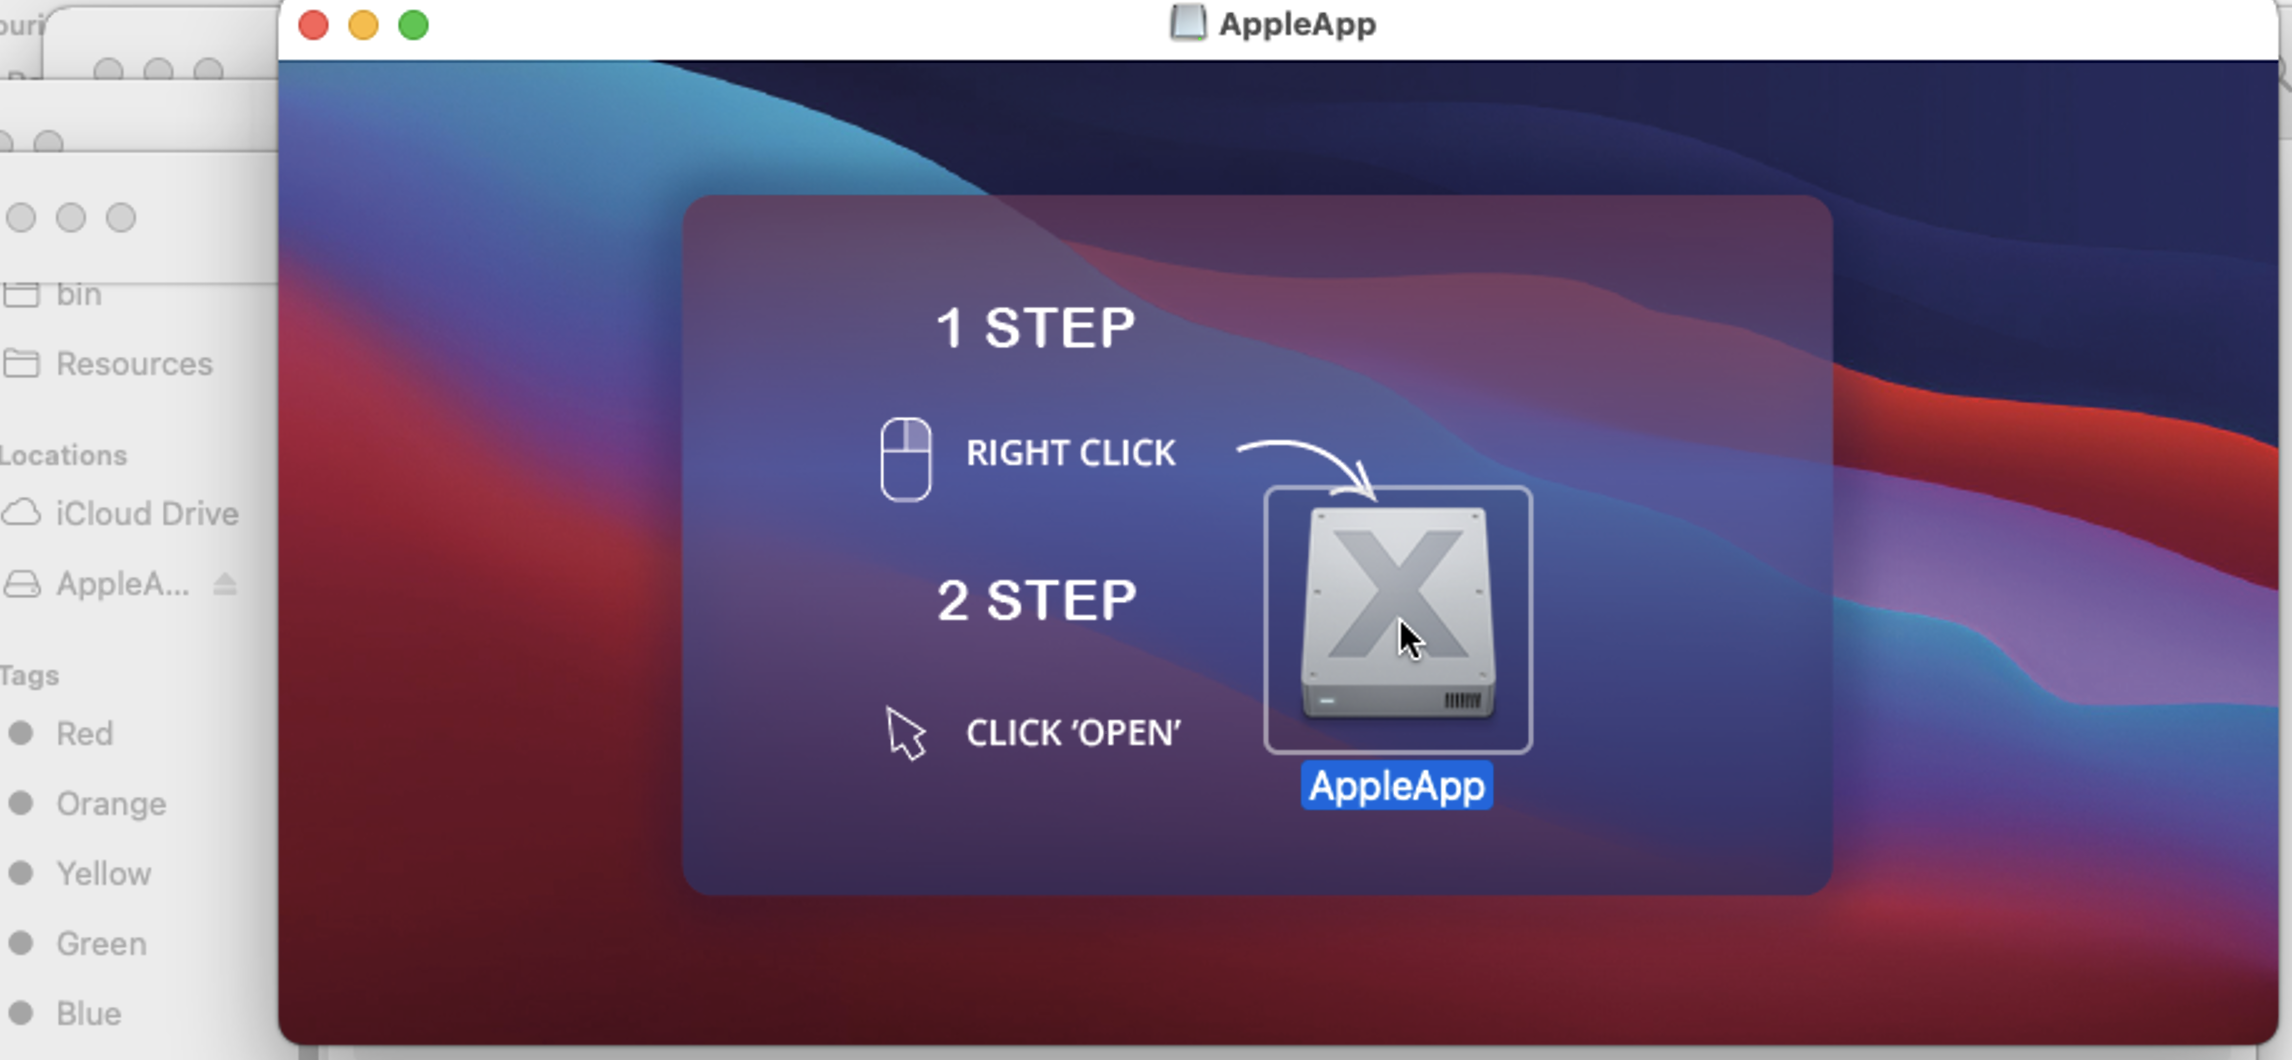 AppleApp
bin
Resources
Locations
iCloud Drive
AppleA...
Tags
Red
Orange
Yellow
Green
Blue
1 STEP
RIGHT CLICK
2 STEP
CLICK ‘OPEN’
AppleApp